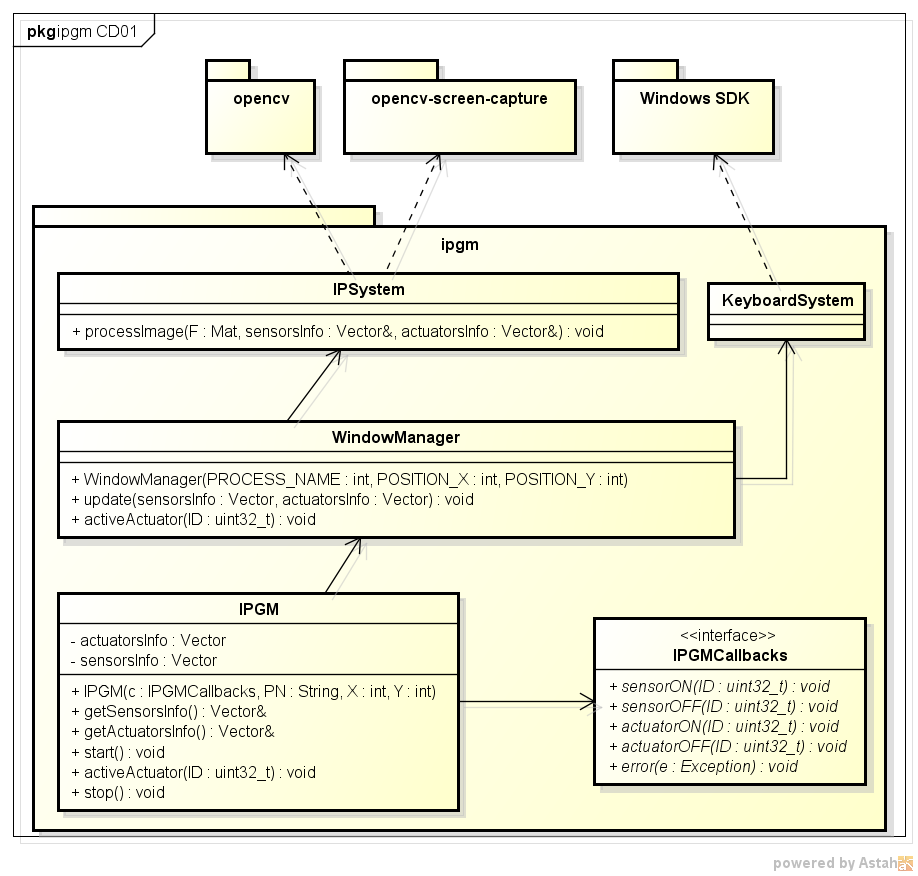 pkg ipgm CD01
opencv
opencv-screen-capture
Windows SDK
ipgm
IPSystem
+ processImage(F : Mat, sensorsInfo : Vector&, actuatorsInfo : Vector&) : void
KeyboardSystem
WindowManager
+ WindowManager(PROCESS_NAME : int, POSITION_X : int, POSITION_Y : int)
+ update(sensorsInfo : Vector, actuatorsInfo : Vector) : void
+ activeActuator(ID : uint32_t) : void
IPGM
- actuatorsInfo : Vector
- sensorsInfo : Vector
+ IPGM(c : IPGMCallbacks, PN : String, X : int, Y : int)
+ getSensorsInfo() : Vector&
+ getActuatorsInfo() : Vector&
+ start() : void
+ activeActuator(ID : uint32_t) : void
+ stop() : void
<<interface>>
IPGMCallbacks
+ sensorON(ID : uint32_t) : void
+ sensorOFF(ID : uint32_t) : void
+ actuatorON(ID : uint32_t) : void
+ actuatorOFF(ID : uint32_t) : void
+ error(e : Exception) : void
powered by Astah